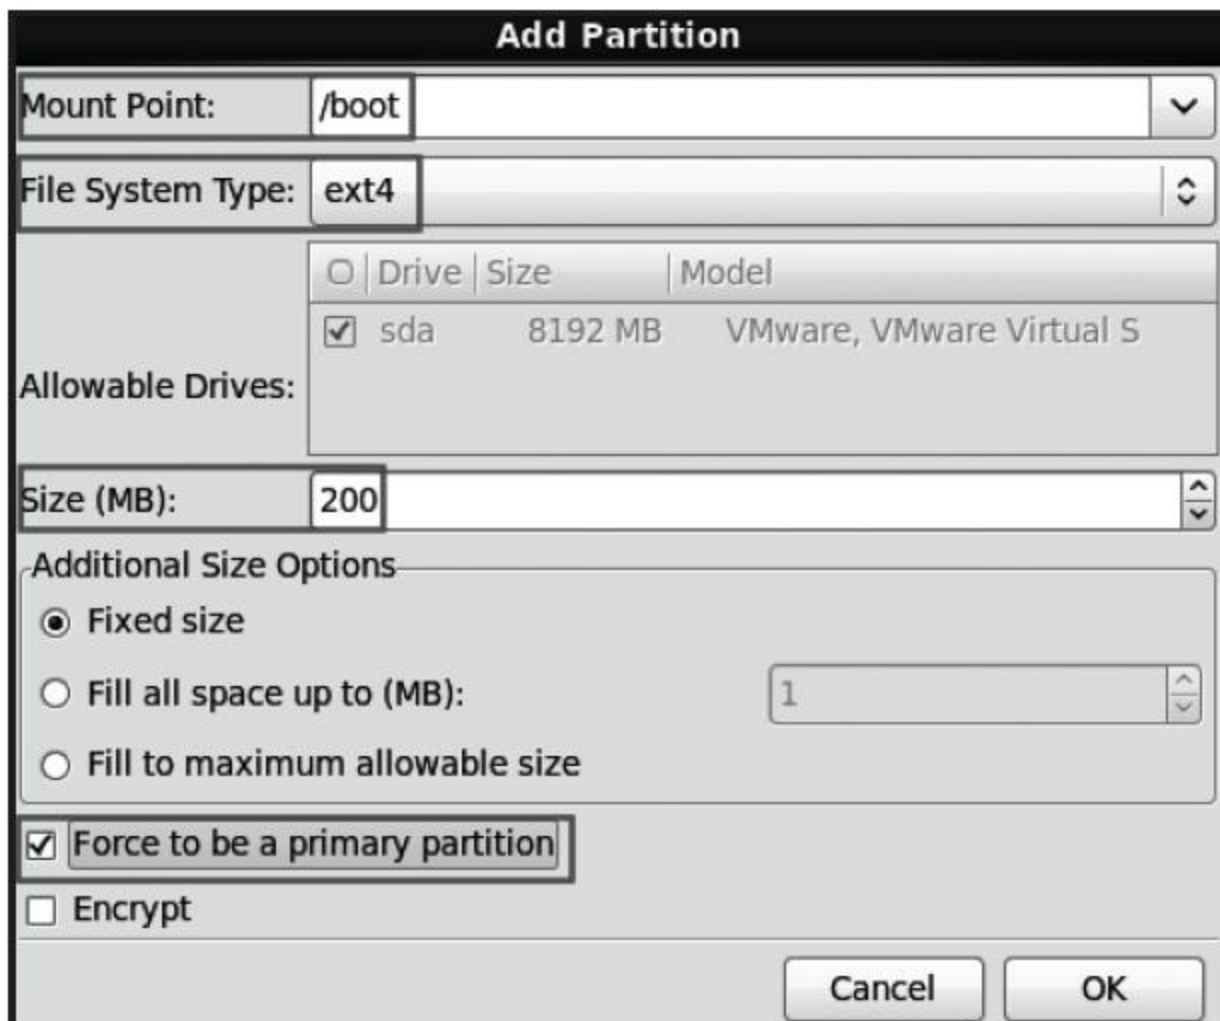 Add Partition
Mount Point: /boot
File System Type: ext4
Drive Size Model
sda 8192 MB VMware, VMware Virtual S
Allowable Drives:
Size (MB): 200
Additional Size Options
Fixed size
Fill all space up to (MB): 1
Fill to maximum allowable size
Force to be a primary partition
Encrypt
Cancel OK